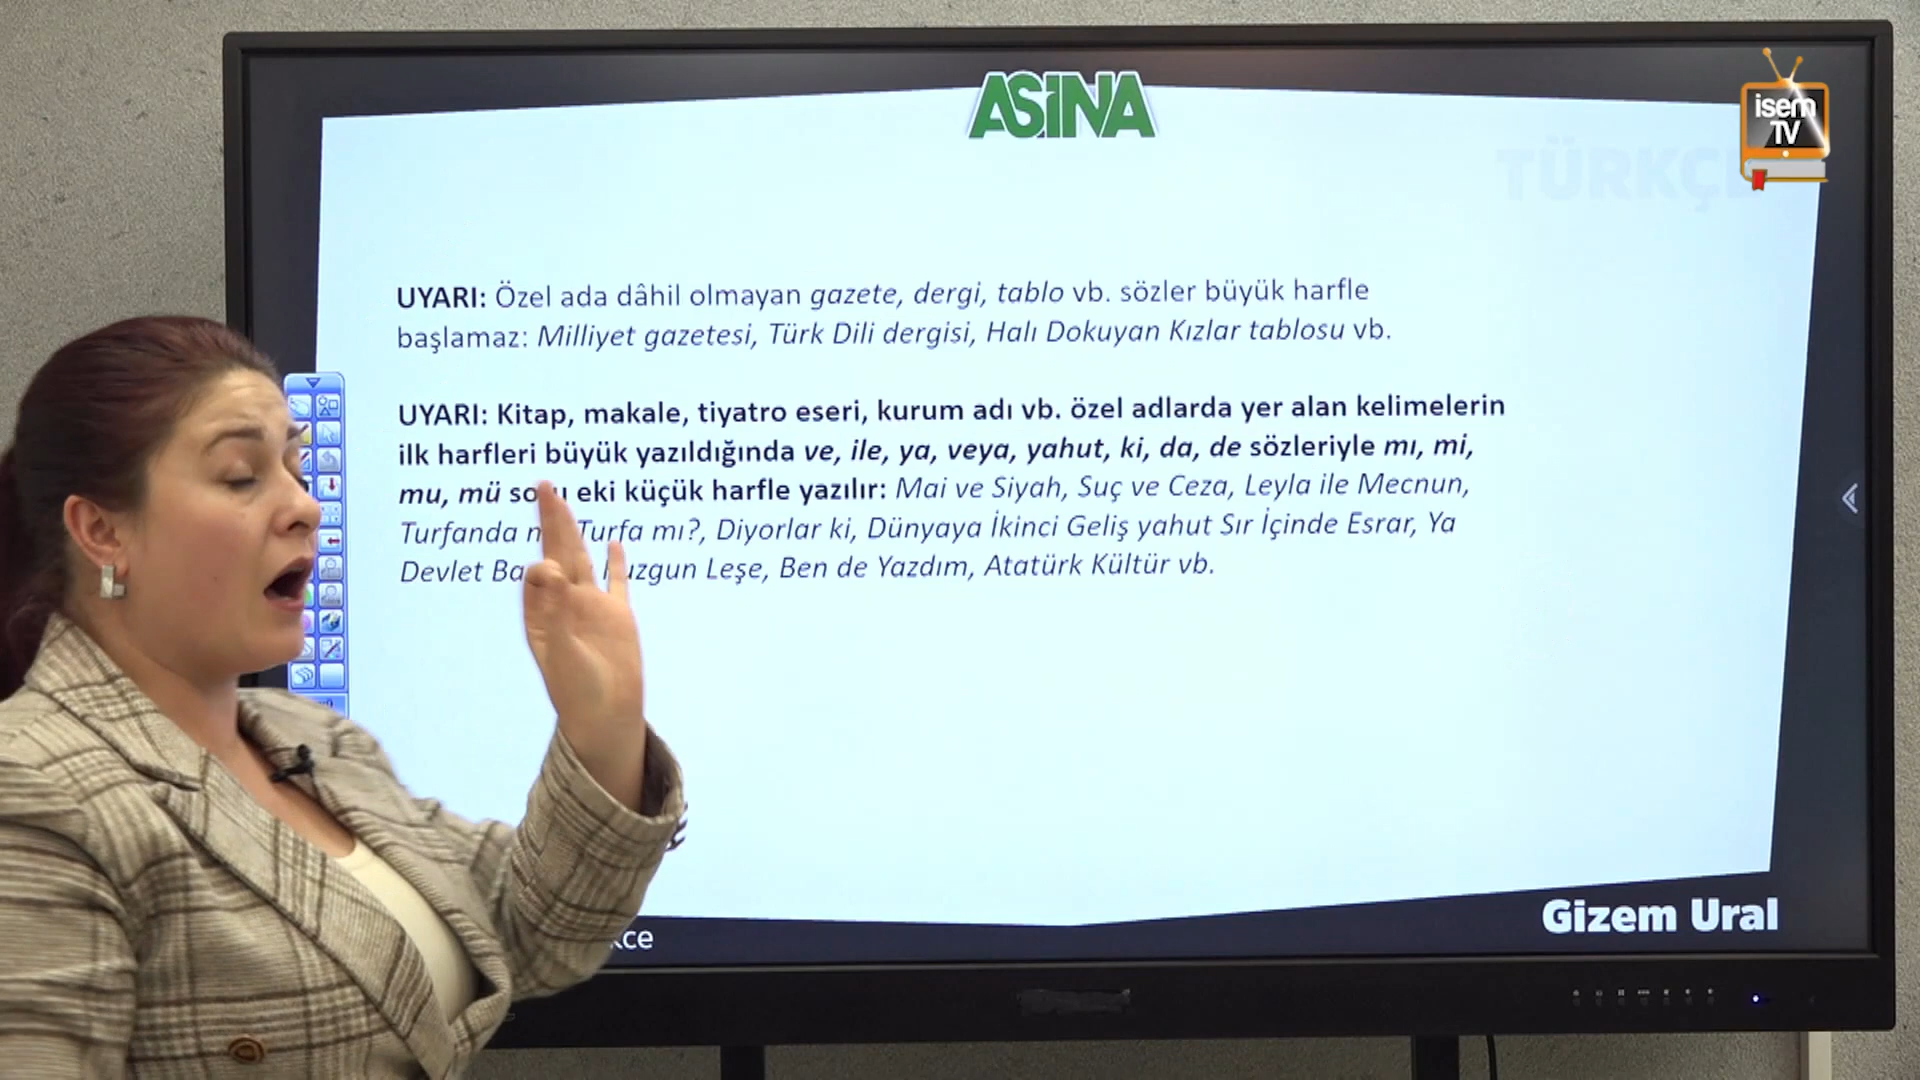 ASİNA
isem
TV
TÜRKÇE
UYARI: Özel ada dâhil olmayan gazete, dergi, tablo vb. sözler büyük harfle
başlamaz: Milliyet gazetesi, Türk Dili dergisi, Halı Dokuyan Kızlar tablosu vb.
UYARI: Kitap, makale, tiyatro eseri, kurum adı vb. özel adlarda yer alan kelimelerin
ilk harfleri büyük yazıldığında ve, ile, ya, veya, yahut, ki, da, de sözleriyle mı, mi,
mu, mü soru eki küçük harfle yazılır: Mai ve Siyah, Suç ve Ceza, Leyla ile Mecnun,
Turfanda Turfa mı?, Diyorlar ki, Dünyaya İkinci Geliş yahut Sır İçinde Esrar, Ya
Devlet Leşe, Ben de Yazdım, Atatürk Kültür vb.
Gizem Ural